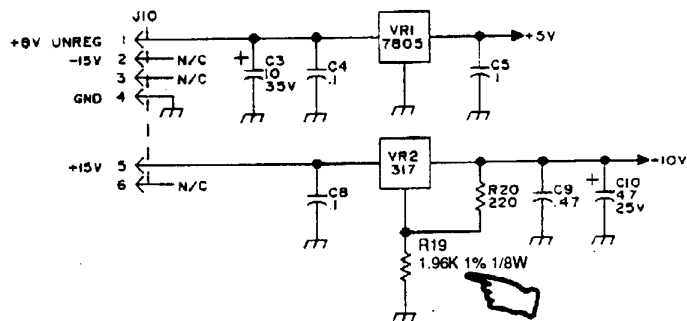 J10
+8V UNREG 1
-15V 2 N/C
3 N/C
GND 4
+ C3
10
35V
C4
.1
VR1
7805
C5
.1
+5V
+15V 5
6 N/C
C8
.1
VR2
317
R20
220
C9
.47
+ C10
47
25V
-10V
R19
1.96K 1% 1/8W